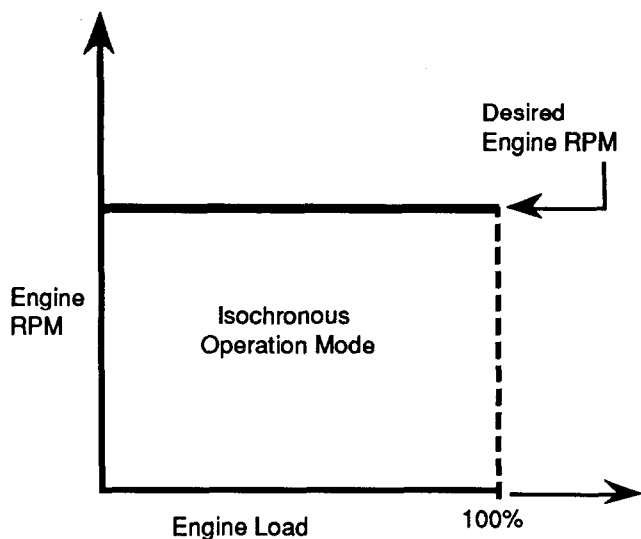 Desired
Engine RPM
Engine
RPM
Isochronous
Operation Mode
Engine Load
100%